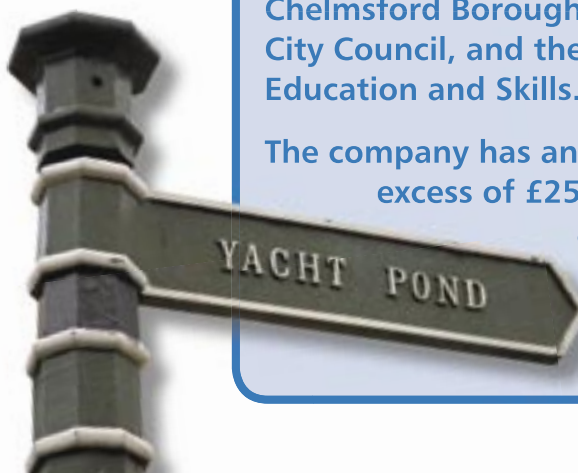 Chelmsford Borough
City Council, and the
Education and Skills.
The company has an
excess of £25
YACHT POND